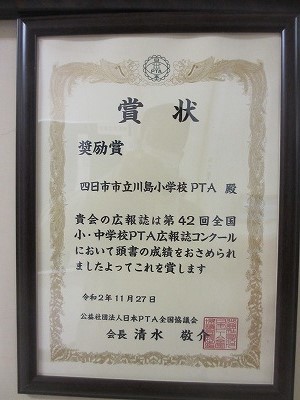 賞状
奨励賞
四日市市立川島小学校PTA 殿
貴会の広報誌は第42回全国
小・中学校PTA広報誌コンクール
において頭書の成績をおさめられ
ましたよってこれを賞します
令和2年11月27日
公益社団法人日本PTA全国協議会
会長 清水 敬介